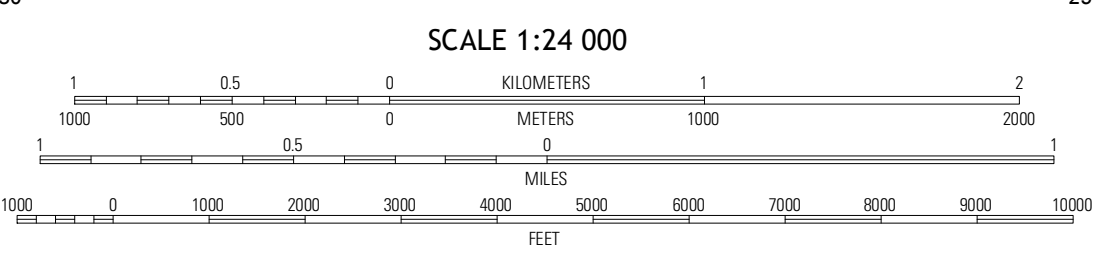 SCALE 1:24 000
1 0.5 0 KILOMETERS 1 2
1000 500 0 METERS 1000 2000
1 0.5 0 1
MILES
1000 0 1000 2000 3000 4000 5000 6000 7000 8000 9000 10000
FEET